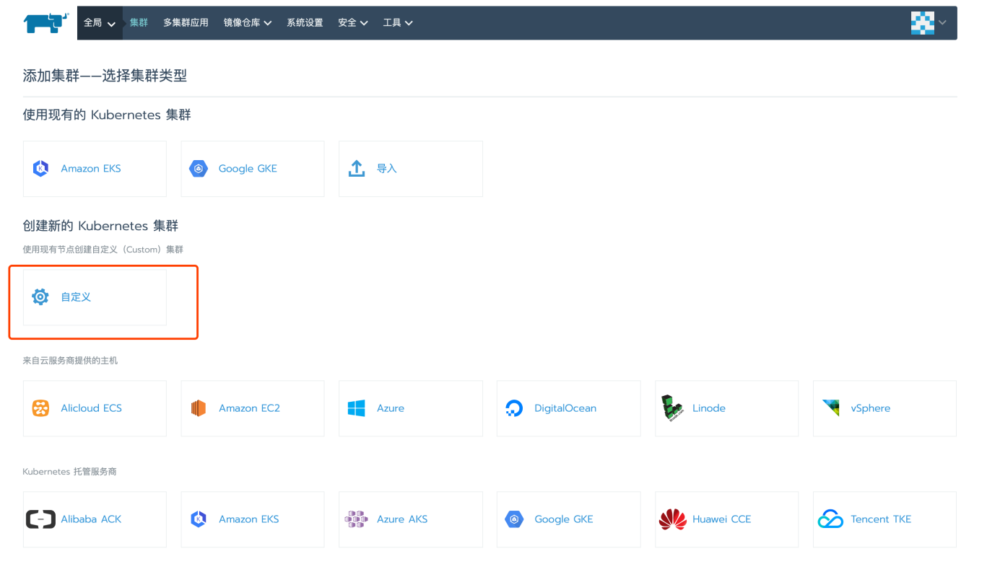 全局 集群 多集群应用 镜像仓库 系统设置 安全 工具
添加集群——选择集群类型
使用现有的 Kubernetes 集群
Amazon EKS Google GKE 导入
创建新的 Kubernetes 集群
使用现有节点创建自定义（Custom）集群
自定义
来自云服务商提供的主机
Alicloud ECS Amazon EC2 Azure DigitalOcean Linode vSphere
Kubernetes 托管服务商
Alibaba ACK Amazon EKS Azure AKS Google GKE Huawei CCE Tencent TKE